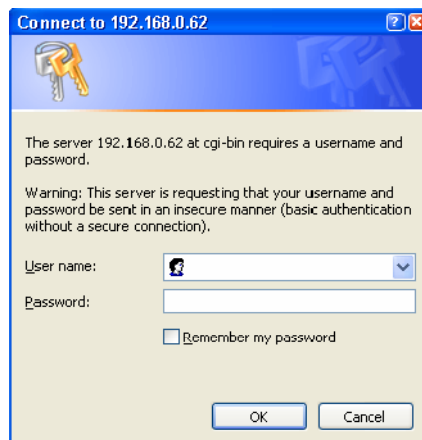 Connect to 192.168.0.62
The server 192.168.0.62 at cgi-bin requires a username and
password.
Warning: This server is requesting that your username and
password be sent in an insecure manner (basic authentication
without a secure connection).
User name:
Password:
Remember my password
OK Cancel